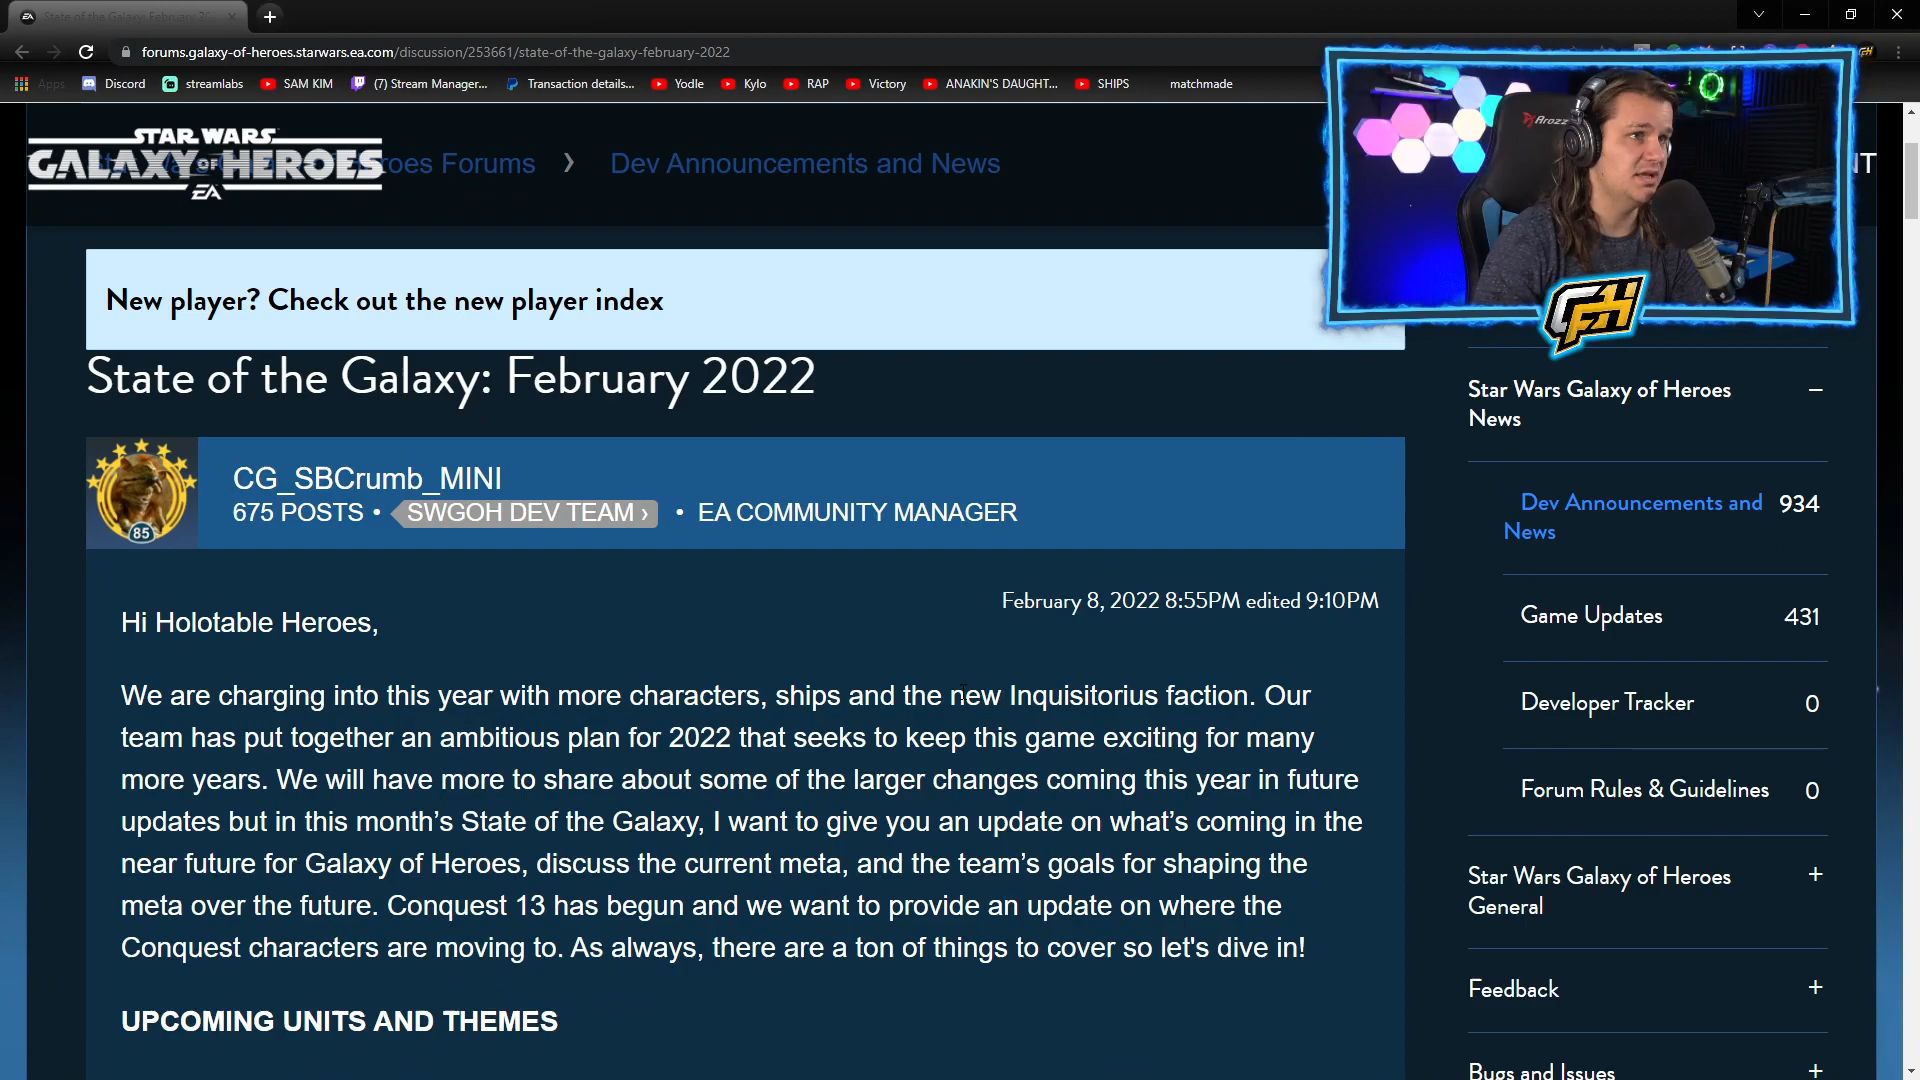 State of the Galaxy: February 20
forums.galaxy-of-heroes.starwars.ea.com/discussion/253661/state-of-the-galaxy-february-2022
Apps Discord streamlabs SAM KIM (7) Stream Manager... Transaction details... Yodle Kylo RAP Victory ANAKIN'S DAUGHT... SHIPS matchmade
STAR WARS
GALAXY OF HEROES
EA
roes Forums › Dev Announcements and News
NT
Arozz
GFH
New player? Check out the new player index
State of the Galaxy: February 2022
CG_SBCrumb_MINI
675 POSTS • SWGOH DEV TEAM › • EA COMMUNITY MANAGER
85
February 8, 2022 8:55PM edited 9:10PM
Hi Holotable Heroes,
We are charging into this year with more characters, ships and the new Inquisitorius faction. Our
team has put together an ambitious plan for 2022 that seeks to keep this game exciting for many
more years. We will have more to share about some of the larger changes coming this year in future
updates but in this month's State of the Galaxy, I want to give you an update on what's coming in the
near future for Galaxy of Heroes, discuss the current meta, and the team's goals for shaping the
meta over the future. Conquest 13 has begun and we want to provide an update on where the
Conquest characters are moving to. As always, there are a ton of things to cover so let's dive in!
UPCOMING UNITS AND THEMES
Star Wars Galaxy of Heroes
News
−
Dev Announcements and
News
934
Game Updates 431
Developer Tracker 0
Forum Rules & Guidelines 0
Star Wars Galaxy of Heroes
General
+
Feedback +
Bugs and Issues +